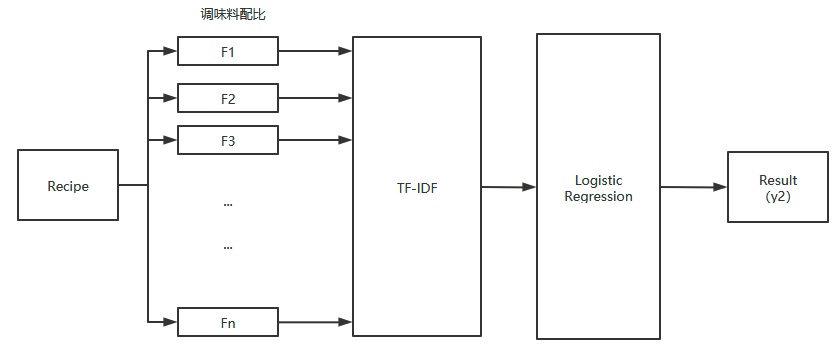 调味料配比
F1
F2
F3
Recipe
...
...
Fn
TF-IDF
Logistic
Regression
Result
(y2)